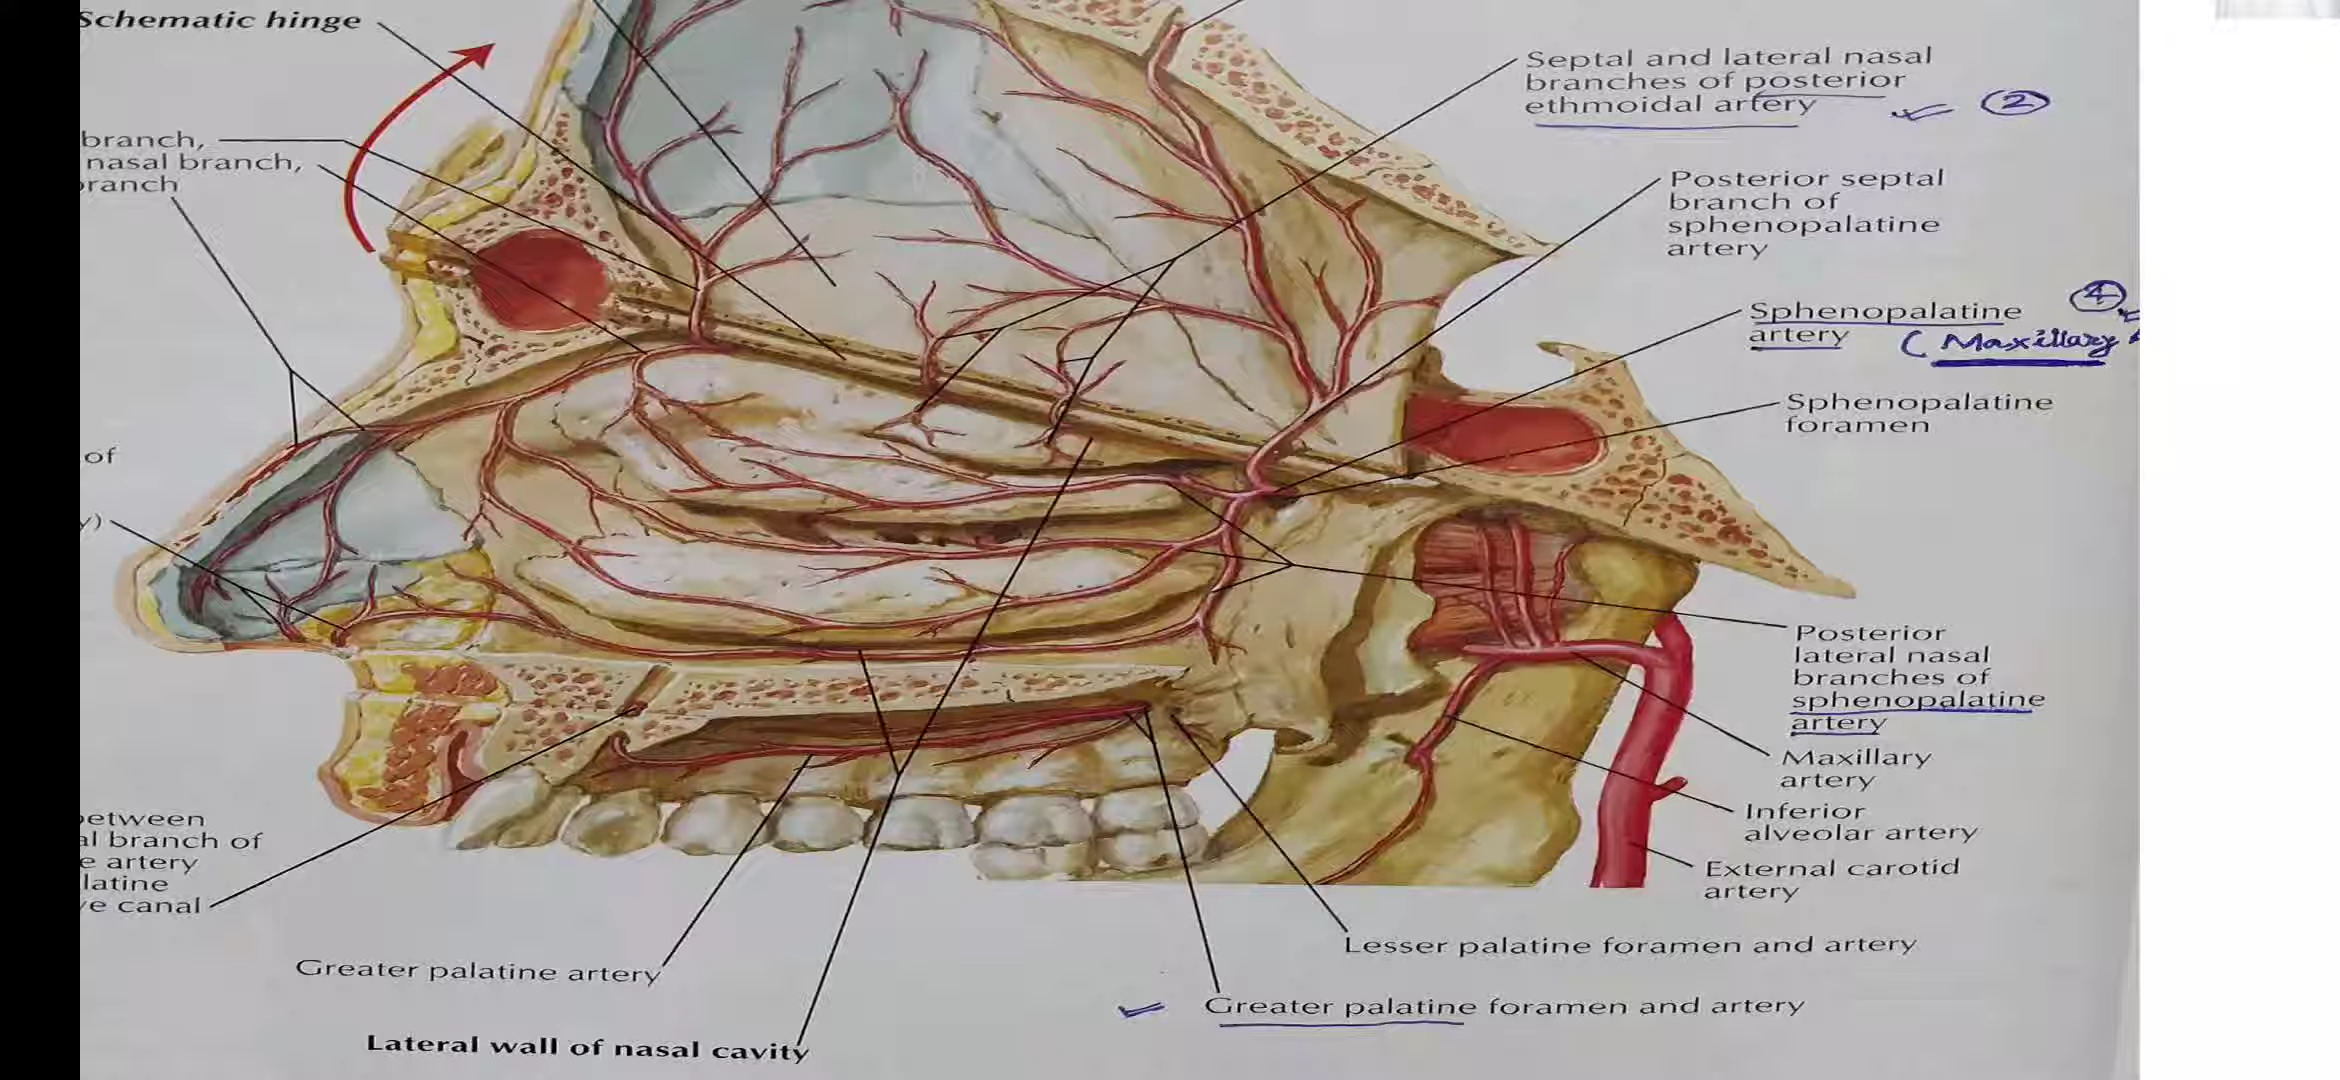 Schematic hinge
branch,
nasal branch,
branch
of
y)
between
al branch of
e artery
latine
ve canal
Greater palatine artery
Lateral wall of nasal cavity
Septal and lateral nasal
branches of posterior
ethmoidal artery
2
Posterior septal
branch of
sphenopalatine
artery
Sphenopalatine
artery
4
(Maxillary
Sphenopalatine
foramen
Posterior
lateral nasal
branches of
sphenopalatine
artery
Maxillary
artery
Inferior
alveolar artery
External carotid
artery
Lesser palatine foramen and artery
Greater palatine foramen and artery